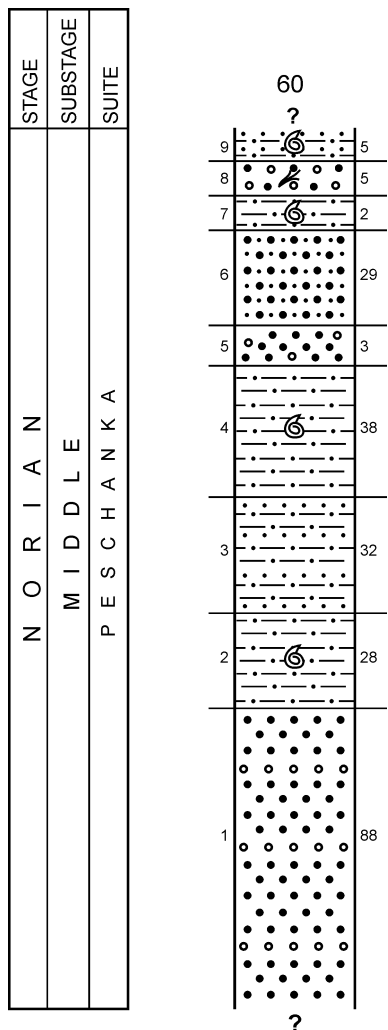 STAGE
SUBSTAGE
SUITE
NORIAN
MIDDLE
PESCHANKA
60
?
9 5
8 5
7 2
6 29
5 3
4 38
3 32
2 28
1 88
?